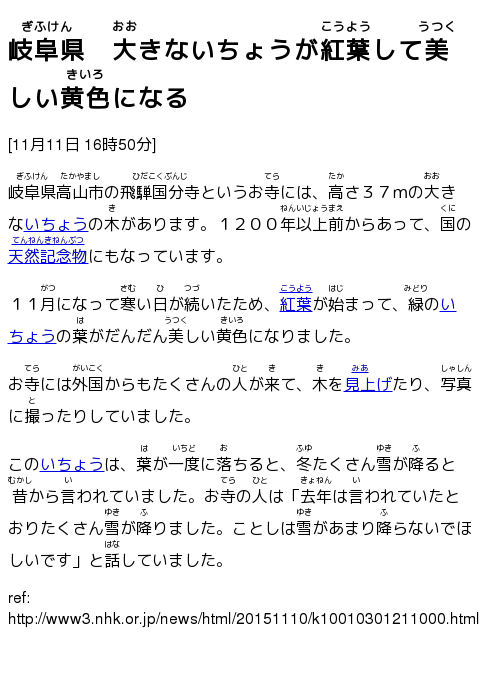 岐阜県　大きないちょうが紅葉して美
しい黄色になる
[11月11日 16時50分]
岐阜県高山市の飛騨国分寺というお寺には、高さ３７ｍの大き
ないちょうの木があります。１２００年以上前からあって、国の
天然記念物にもなっています。
１１月になって寒い日が続いたため、紅葉が始まって、緑のい
ちょうの葉がだんだん美しい黄色になりました。
お寺には外国からもたくさんの人が来て、木を見上げたり、写真
に撮ったりしていました。
このいちょうは、葉が一度に落ちると、冬たくさん雪が降ると
昔から言われていました。お寺の人は「去年は言われていたと
おりたくさん雪が降りました。ことしは雪があまり降らないでほ
しいです」と話していました。
ref:
http://www3.nhk.or.jp/news/html/20151110/k10010301211000.html